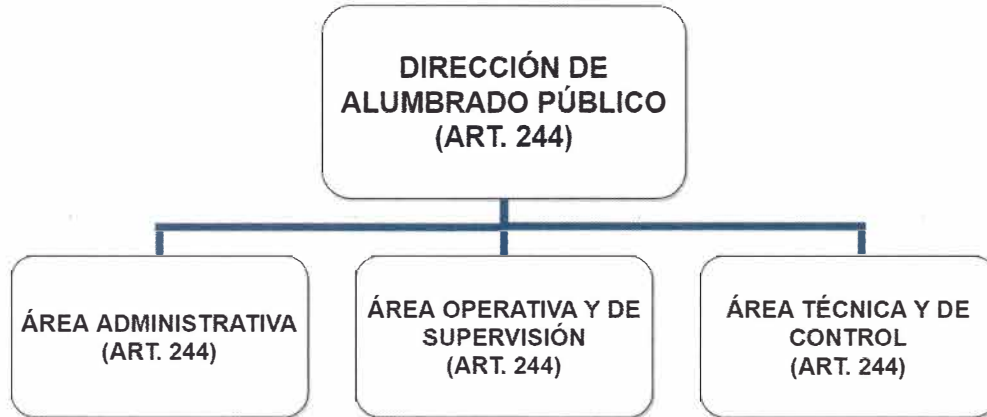 DIRECCIÓN DE
ALUMBRADO PÚBLICO
(ART. 244)
ÁREA ADMINISTRATIVA
(ART. 244)
ÁREA OPERATIVA Y DE
SUPERVISIÓN
(ART. 244)
ÁREA TÉCNICA Y DE
CONTROL
(ART. 244)